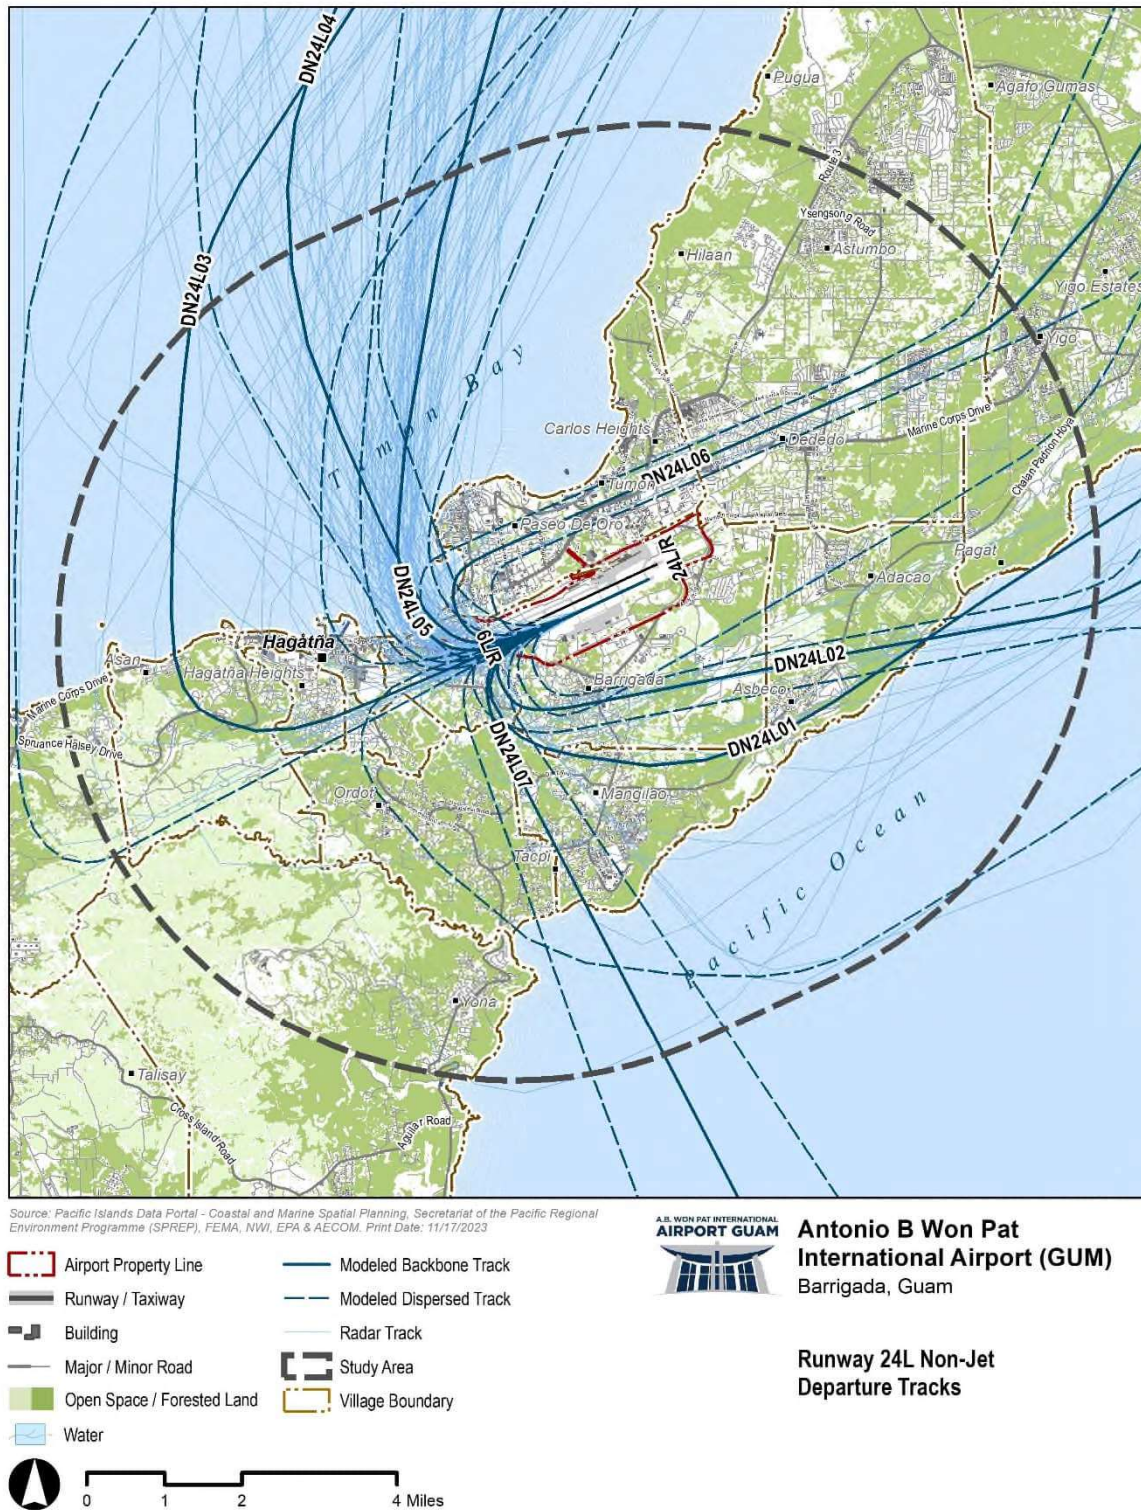 DN24L04
Pugua
Agafo Gumas
Route 3
Ysengsong Road
Astumbo
Hilaan
Yigo Estates
DN24L03
Yigo
Tumon Bay
Carlos Heights
Dededo
Marine Corps Drive
Chalan Padrion Hoya
DN24L06
Tumon
Paseo De Oro
24L/R
Pagat
Adacao
DN24L05
6L/R
Hagåtña
Asan
Hagåtña Heights
Marine Corps Drive
DN24L02
Barrigada
Asbeco
Spruance Halsey Drive
DN24L01
DN24L07
Ordot
Mangilao
Tacpi
Pacific Ocean
Yona
Talisay
Cross Island Road
Aguilar Road
Source: Pacific Islands Data Portal - Coastal and Marine Spatial Planning, Secretariat of the Pacific Regional
Environment Programme (SPREP), FEMA, NWI, EPA & AECOM. Print Date: 11/17/2023
Airport Property Line
Runway / Taxiway
Building
Major / Minor Road
Open Space / Forested Land
Water
Modeled Backbone Track
Modeled Dispersed Track
Radar Track
Study Area
Village Boundary
0 1 2 4 Miles
A.B. WON PAT INTERNATIONAL
AIRPORT GUAM
Antonio B Won Pat
International Airport (GUM)
Barrigada, Guam
Runway 24L Non-Jet
Departure Tracks